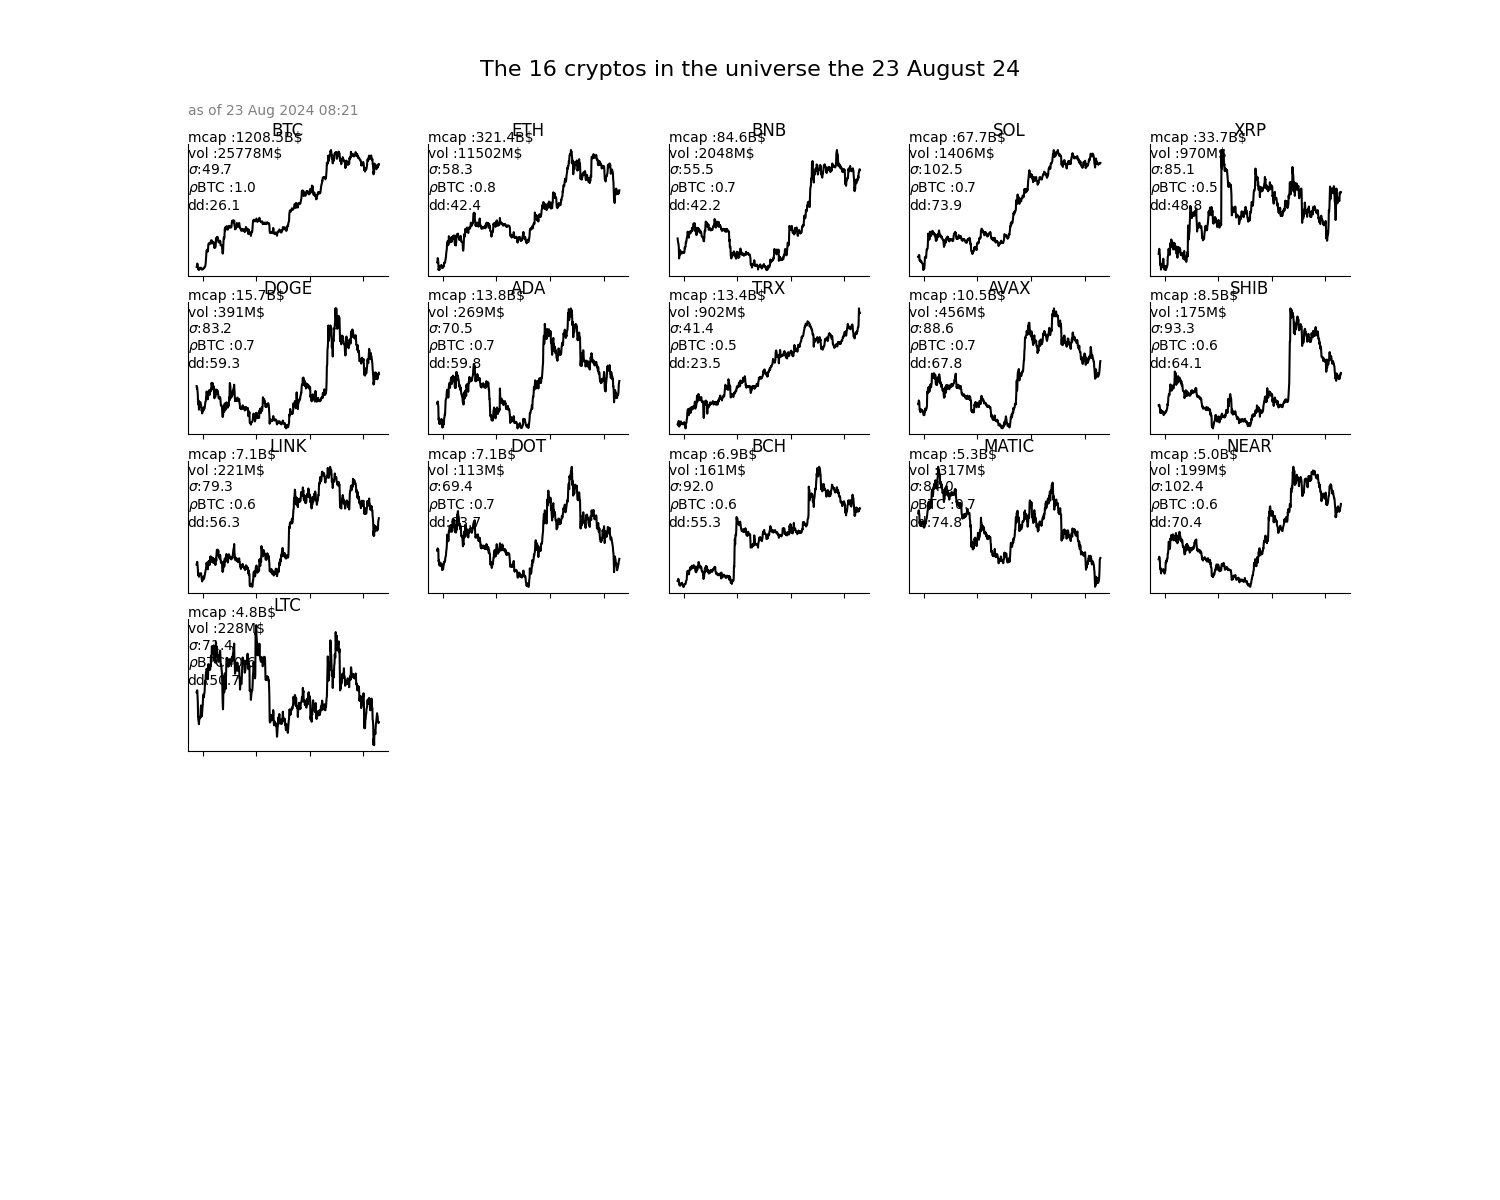 The 16 cryptos in the universe the 23 August 24
as of 23 Aug 2024 08:21
BTC
mcap :1208.5B$
vol :25778M$
σ:49.7
ρBTC :1.0
dd:26.1
ETH
mcap :321.4B$
vol :11502M$
σ:58.3
ρBTC :0.8
dd:42.4
BNB
mcap :84.6B$
vol :2048M$
σ:55.5
ρBTC :0.7
dd:42.2
SOL
mcap :67.7B$
vol :1406M$
σ:102.5
ρBTC :0.7
dd:73.9
XRP
mcap :33.7B$
vol :970M$
σ:85.1
ρBTC :0.5
dd:48.8
DOGE
mcap :15.7B$
vol :391M$
σ:83.2
ρBTC :0.7
dd:59.3
ADA
mcap :13.8B$
vol :269M$
σ:70.5
ρBTC :0.7
dd:59.8
TRX
mcap :13.4B$
vol :902M$
σ:41.4
ρBTC :0.5
dd:23.5
AVAX
mcap :10.5B$
vol :456M$
σ:88.6
ρBTC :0.7
dd:67.8
SHIB
mcap :8.5B$
vol :175M$
σ:93.3
ρBTC :0.6
dd:64.1
LINK
mcap :7.1B$
vol :221M$
σ:79.3
ρBTC :0.6
dd:56.3
DOT
mcap :7.1B$
vol :113M$
σ:69.4
ρBTC :0.7
BCH
mcap :6.9B$
vol :161M$
σ:92.0
ρBTC :0.6
dd:55.3
MATIC
mcap :5.3B$
vol :317M$
ρBTC :0.7
dd:74.8
NEAR
mcap :5.0B$
vol :199M$
σ:102.4
ρBTC :0.6
dd:70.4
LTC
mcap :4.8B$
vol :228M$
ρBTC
dd:50.7